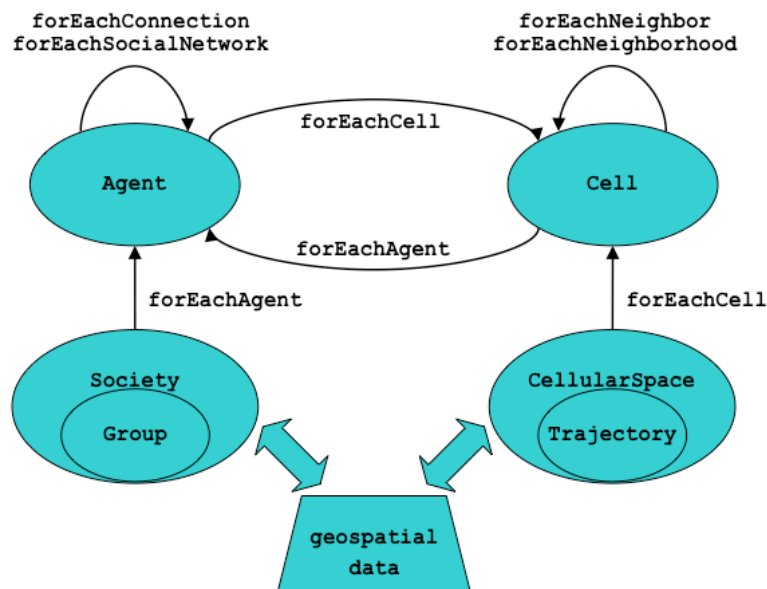 forEachConnection
forEachSocialNetwork
forEachNeighbor
forEachNeighborhood
forEachCell
Agent
Cell
forEachAgent
forEachAgent
forEachCell
Society
Group
CellularSpace
Trajectory
geospatial
data